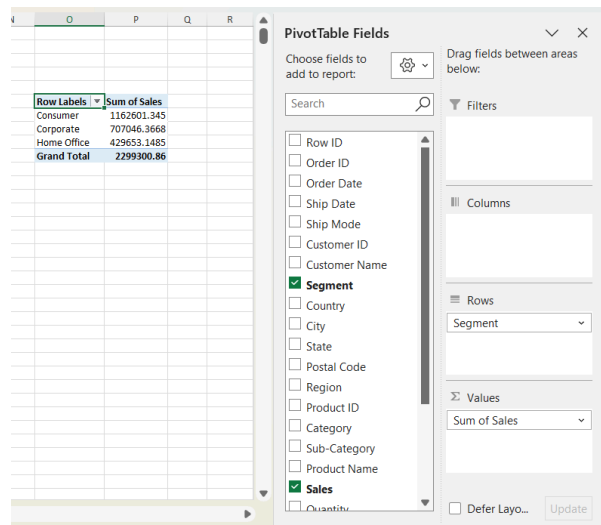 N O P Q R
Row Labels Sum of Sales
Consumer 1162601.345
Corporate 707046.3668
Home Office 429653.1485
Grand Total 2299300.86
PivotTable Fields
Choose fields to
add to report:
Search
Row ID
Order ID
Order Date
Ship Date
Ship Mode
Customer ID
Customer Name
Segment
Country
City
State
Postal Code
Region
Product ID
Category
Sub-Category
Product Name
Sales
Quantity
Drag fields between areas
below:
Filters
Columns
Rows
Segment
Σ Values
Sum of Sales
Defer Layo... Update